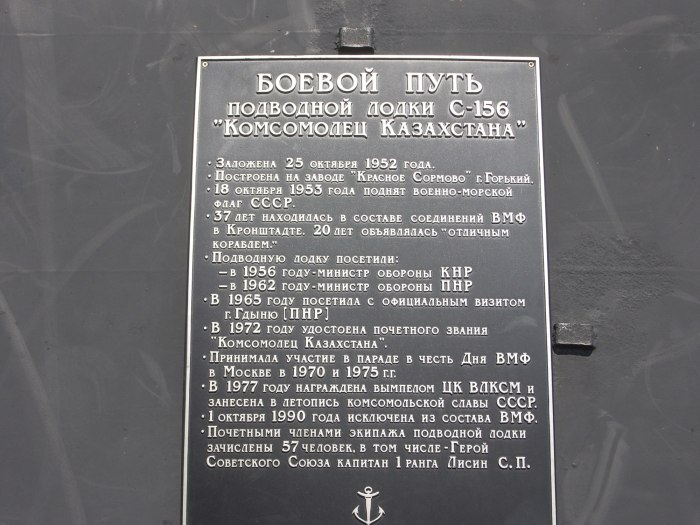 БОЕВОЙ ПУТЬ
ПОДВОДНОЙ ЛОДКИ С-156
"КОМСОМОЛЕЦ КАЗАХСТАНА"
· ЗАЛОЖЕНА 25 ОКТЯБРЯ 1952 ГОДА.
· ПОСТРОЕНА НА ЗАВОДЕ "КРАСНОЕ СОРМОВО" Г. ГОРЬКИЙ.
· 18 ОКТЯБРЯ 1953 ГОДА ПОДНЯТ ВОЕННО-МОРСКОЙ
ФЛАГ СССР.
· 37 ЛЕТ НАХОДИЛАСЬ В СОСТАВЕ СОЕДИНЕНИЙ ВМФ
В КРОНШТАДТЕ. 20 ЛЕТ ОБЪЯВЛЯЛАСЬ "ОТЛИЧНЫМ
КОРАБЛЕМ."
· ПОДВОДНУЮ ЛОДКУ ПОСЕТИЛИ:
– В 1956 ГОДУ-МИНИСТР ОБОРОНЫ КНР
– В 1962 ГОДУ-МИНИСТР ОБОРОНЫ ПНР
· В 1965 ГОДУ ПОСЕТИЛА С ОФИЦИАЛЬНЫМ ВИЗИТОМ
Г. ГДЫНЮ [ПНР]
· В 1972 ГОДУ УДОСТОЕНА ПОЧЕТНОГО ЗВАНИЯ
"КОМСОМОЛЕЦ КАЗАХСТАНА".
· ПРИНИМАЛА УЧАСТИЕ В ПАРАДЕ В ЧЕСТЬ ДНЯ ВМФ
В МОСКВЕ В 1970 И 1975 Г.Г.
· В 1977 ГОДУ НАГРАЖДЕНА ВЫМПЕЛОМ ЦК ВЛКСМ И
ЗАНЕСЕНА В ЛЕТОПИСЬ КОМСОМОЛЬСКОЙ СЛАВЫ СССР.
· 1 ОКТЯБРЯ 1990 ГОДА ИСКЛЮЧЕНА ИЗ СОСТАВА ВМФ.
· ПОЧЕТНЫМИ ЧЛЕНАМИ ЭКИПАЖА ПОДВОДНОЙ ЛОДКИ
ЗАЧИСЛЕНЫ 57 ЧЕЛОВЕК, В ТОМ ЧИСЛЕ - ГЕРОЙ
СОВЕТСКОГО СОЮЗА КАПИТАН 1 РАНГА ЛИСИН С. П.